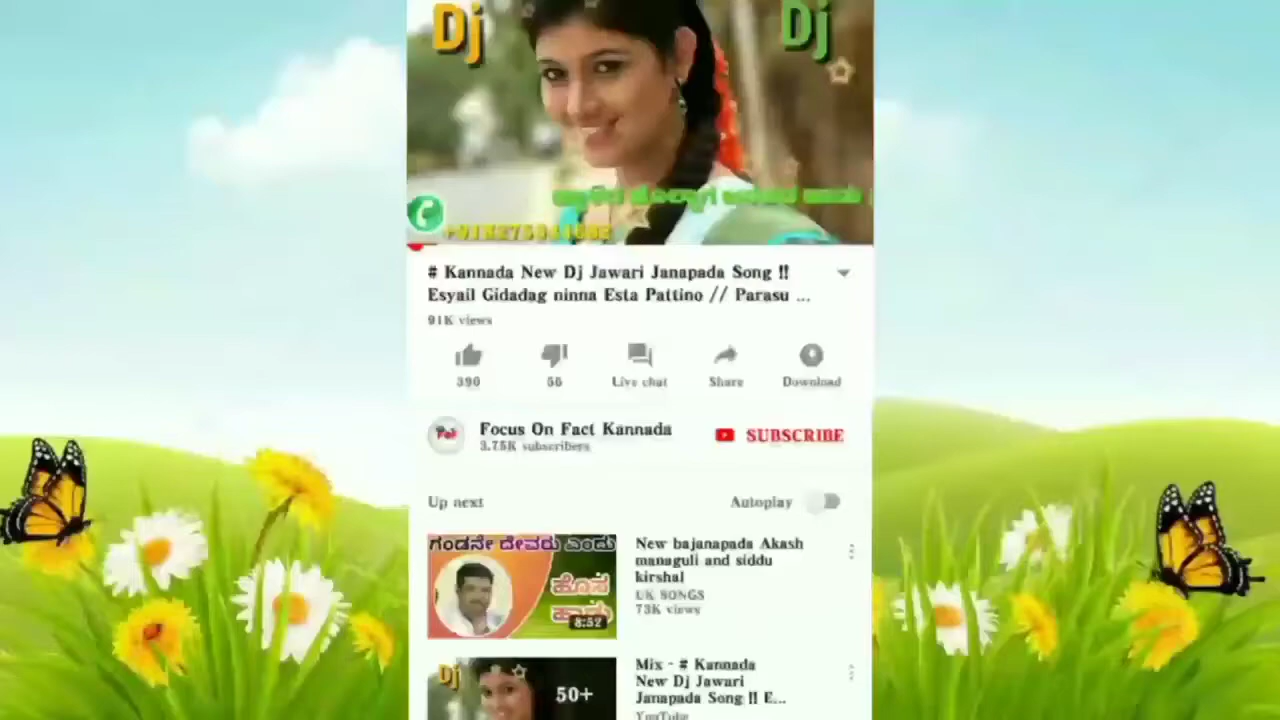 Dj
Dj
# Kannada New Dj Jawari Janapada Song !!
Esyail Gidadag ninna Esta Pattino // Parasu ...
91K views
390
56
Live chat
Share
Download
Focus On Fact Kannada
3.75K subscribers
SUBSCRIBE
Up next
Autoplay
ಗಂಡನೇ ದೇವರು ಎಂದು
ಹೊಸ
ಹಾಡು
8:52
New bajanapada Akash
managuli and siddu
kirshal
UK SONGS
73K views
Dj
50+
Mix - # Kannada
New Dj Jawari
Janapada Song !! E...
YouTube